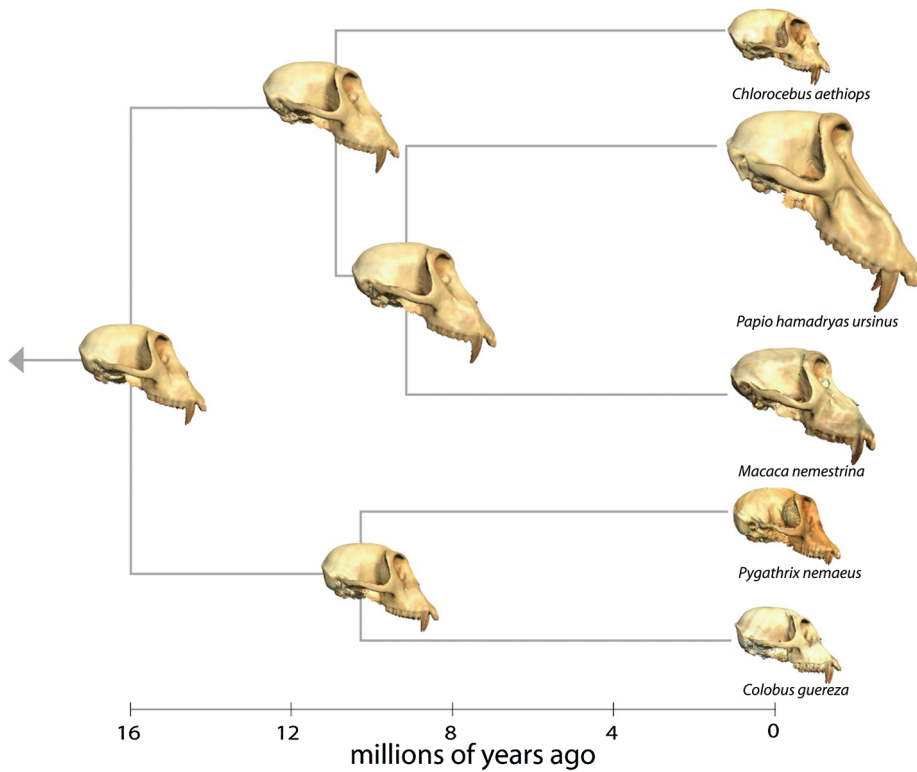 Chlorocebus aethiops
Papio hamadryas ursinus
Macaca nemestrina
Pygathrix nemaeus
Colobus guereza
16 12 8 4 0
millions of years ago